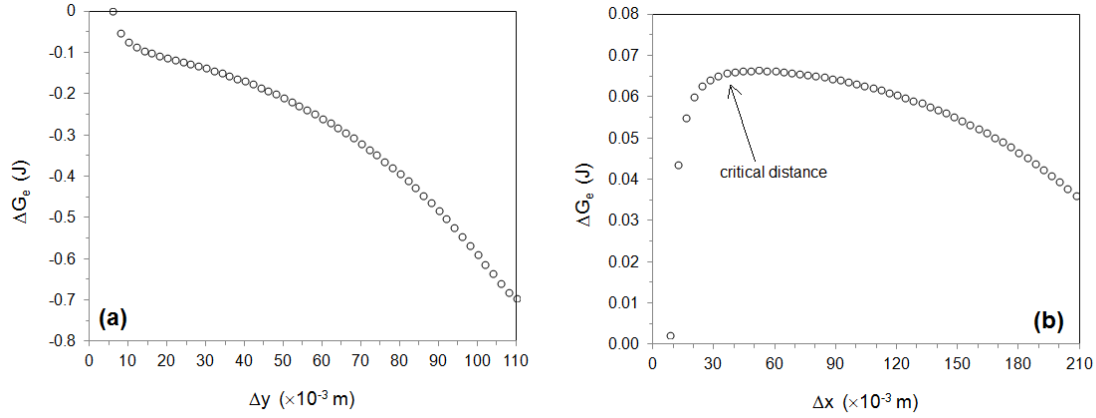 0
-0.1
-0.2
-0.3
-0.4
-0.5
-0.6
-0.7
-0.8
ΔGₑ (J)
(a)
0 10 20 30 40 50 60 70 80 90 100 110
Δy (×10⁻³ m)
0.08
0.07
0.06
0.05
0.04
0.03
0.02
0.01
0.00
ΔGₑ (J)
critical distance
(b)
0 30 60 90 120 150 180 210
Δx (×10⁻³ m)